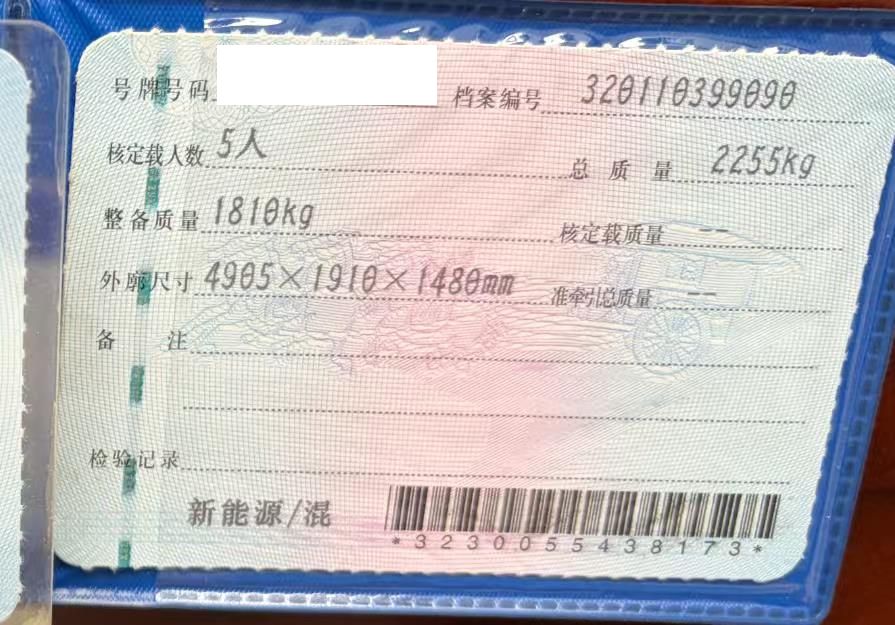 号牌号码 档案编号 320110399090
核定载人数 5人 总质量 2255kg
整备质量 1810kg 核定载质量 --
外廓尺寸 4905×1910×1480mm 准牵引总质量 --
备注
检验记录
新能源/混
*3230055438173*